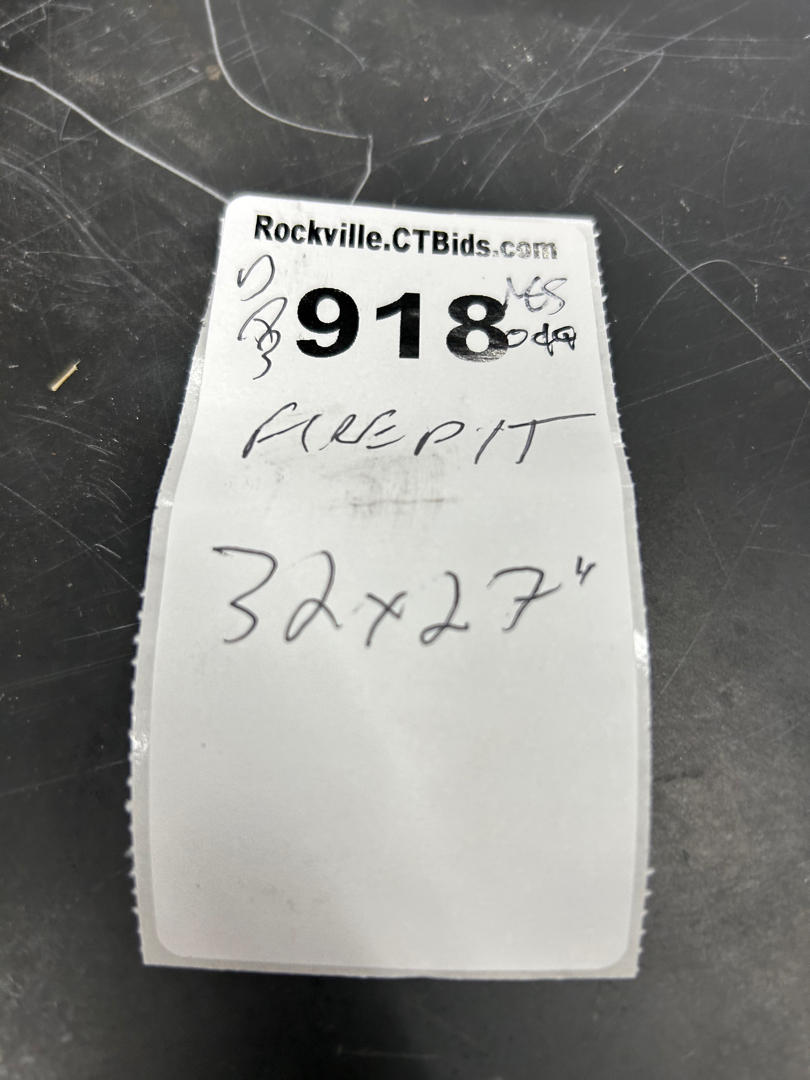 Rockville.CTBids.com
918
FIREPIT
32x27"